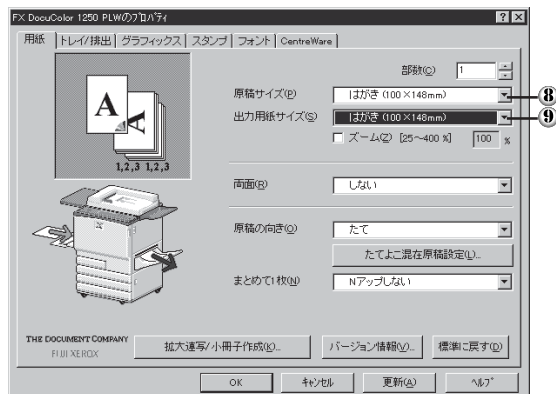 FX DocuColor 1250 PLWのﾌﾟﾛﾊﾟﾃｨ
用紙 トレイ/排出 グラフィックス スタンプ フォント CentreWare
部数(C) 1
原稿サイズ(P) はがき (100×148mm) ⑧
出力用紙サイズ(S) はがき (100×148mm) ⑨
ズーム(Z) [25～400 %] 100 %
A A
1,2,3 1,2,3
両面(R) しない
原稿の向き(O) たて
たてよこ混在原稿設定(L)...
まとめて1枚(N) Nアップしない
THE DOCUMENT COMPANY
FUJI XEROX
拡大連写/小冊子作成(K)... バージョン情報(V)... 標準に戻す(D)
OK ｷｬﾝｾﾙ 更新(A) ﾍﾙﾌﾟ